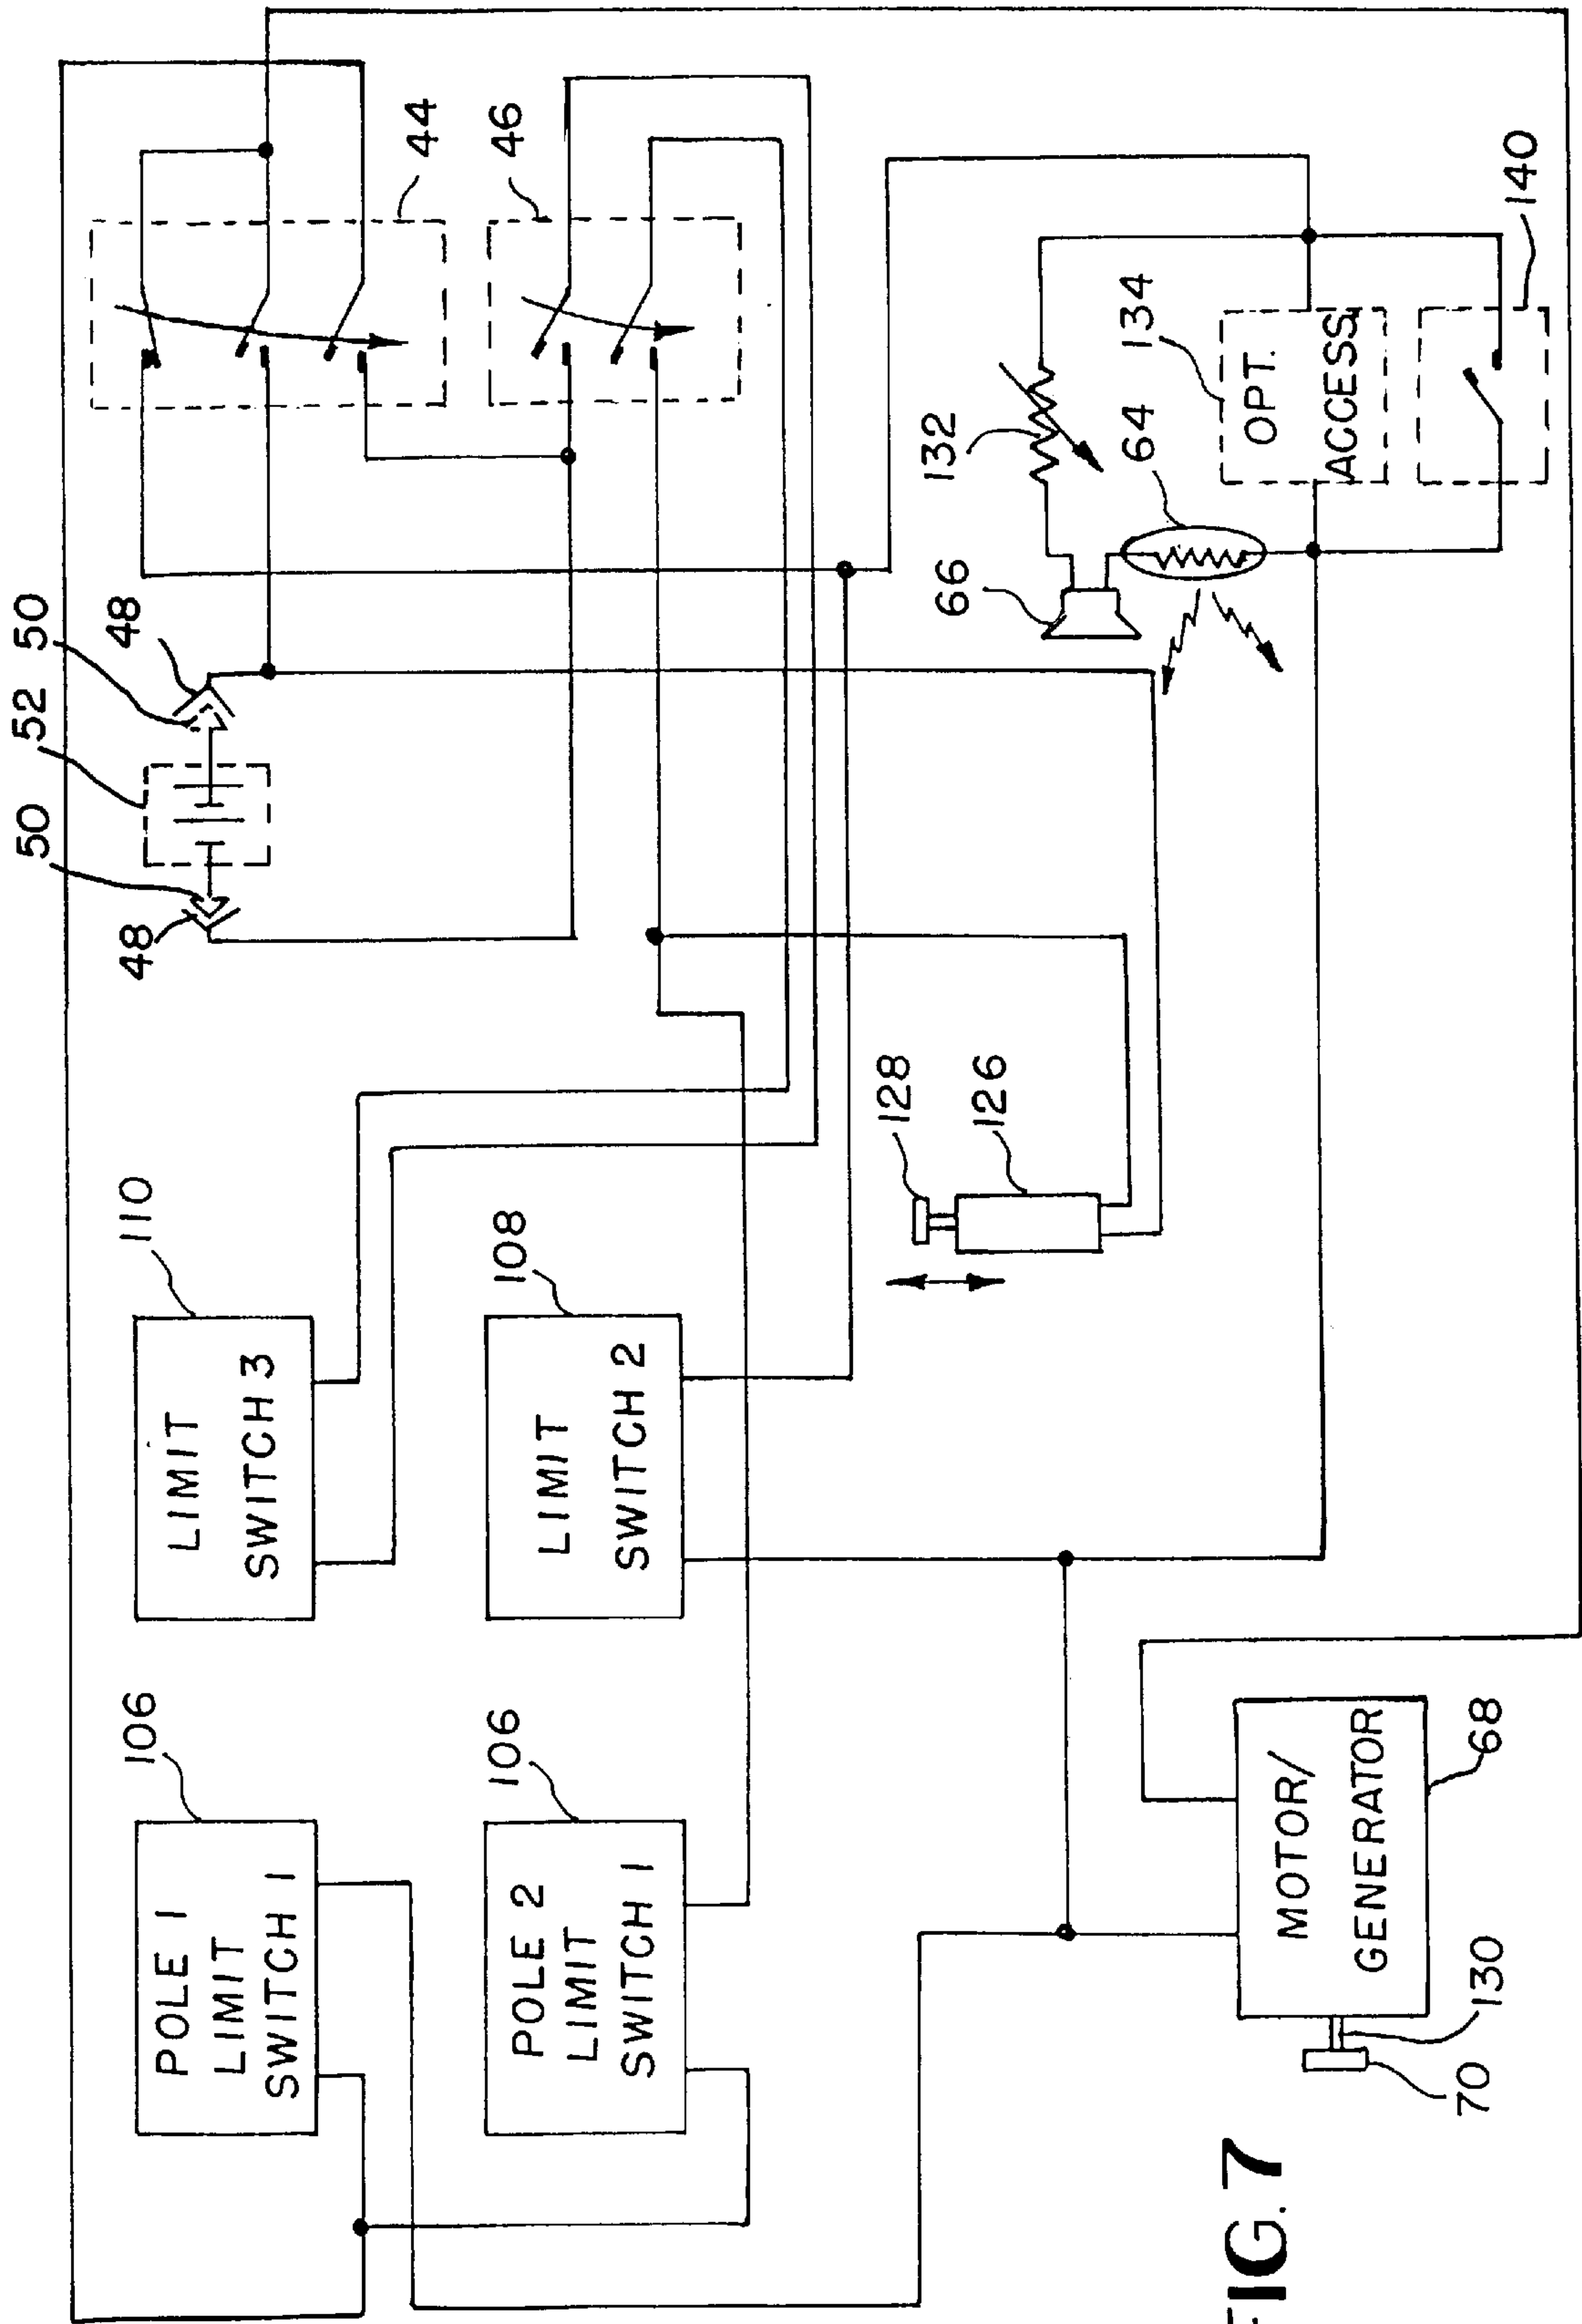 106
110
50
52
50
48
48
POLE 1
LIMIT
SWITCH 1
LIMIT
SWITCH 3
44
106
108
46
POLE 2
LIMIT
SWITCH 1
LIMIT
SWITCH 2
128
126
66
132
64
134
OPT.
ACCESS.
140
MOTOR/
GENERATOR
70
130
68
FIG. 7